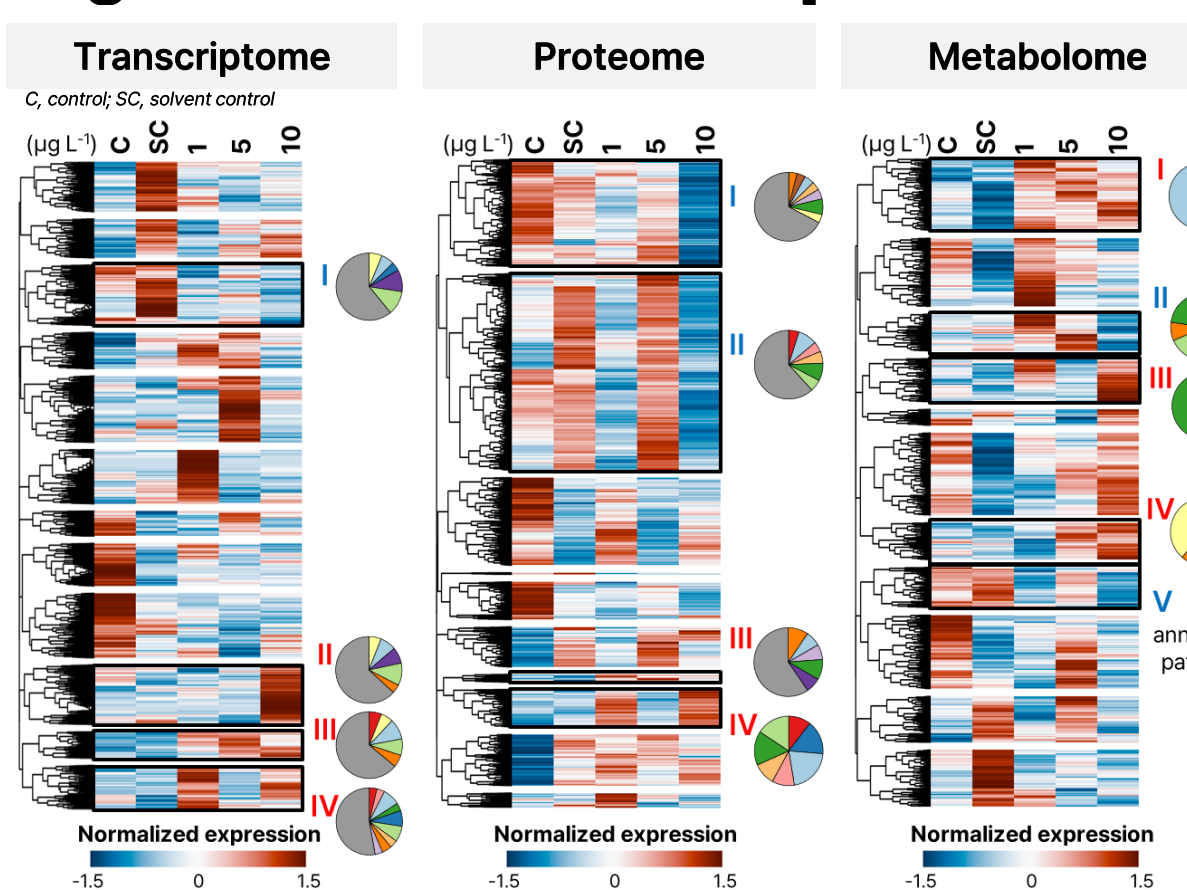 Transcriptome
Proteome
Metabolome
C, control; SC, solvent control
(µg L⁻¹) C SC 1 5 10
(µg L⁻¹) C SC 1 5 10
(µg L⁻¹) C SC 1 5 10
I
II
III
IV
I
II
III
IV
I
II
III
IV
V
ann
pa
Normalized expression
-1.5 0 1.5
Normalized expression
-1.5 0 1.5
Normalized expression
-1.5 0 1.5